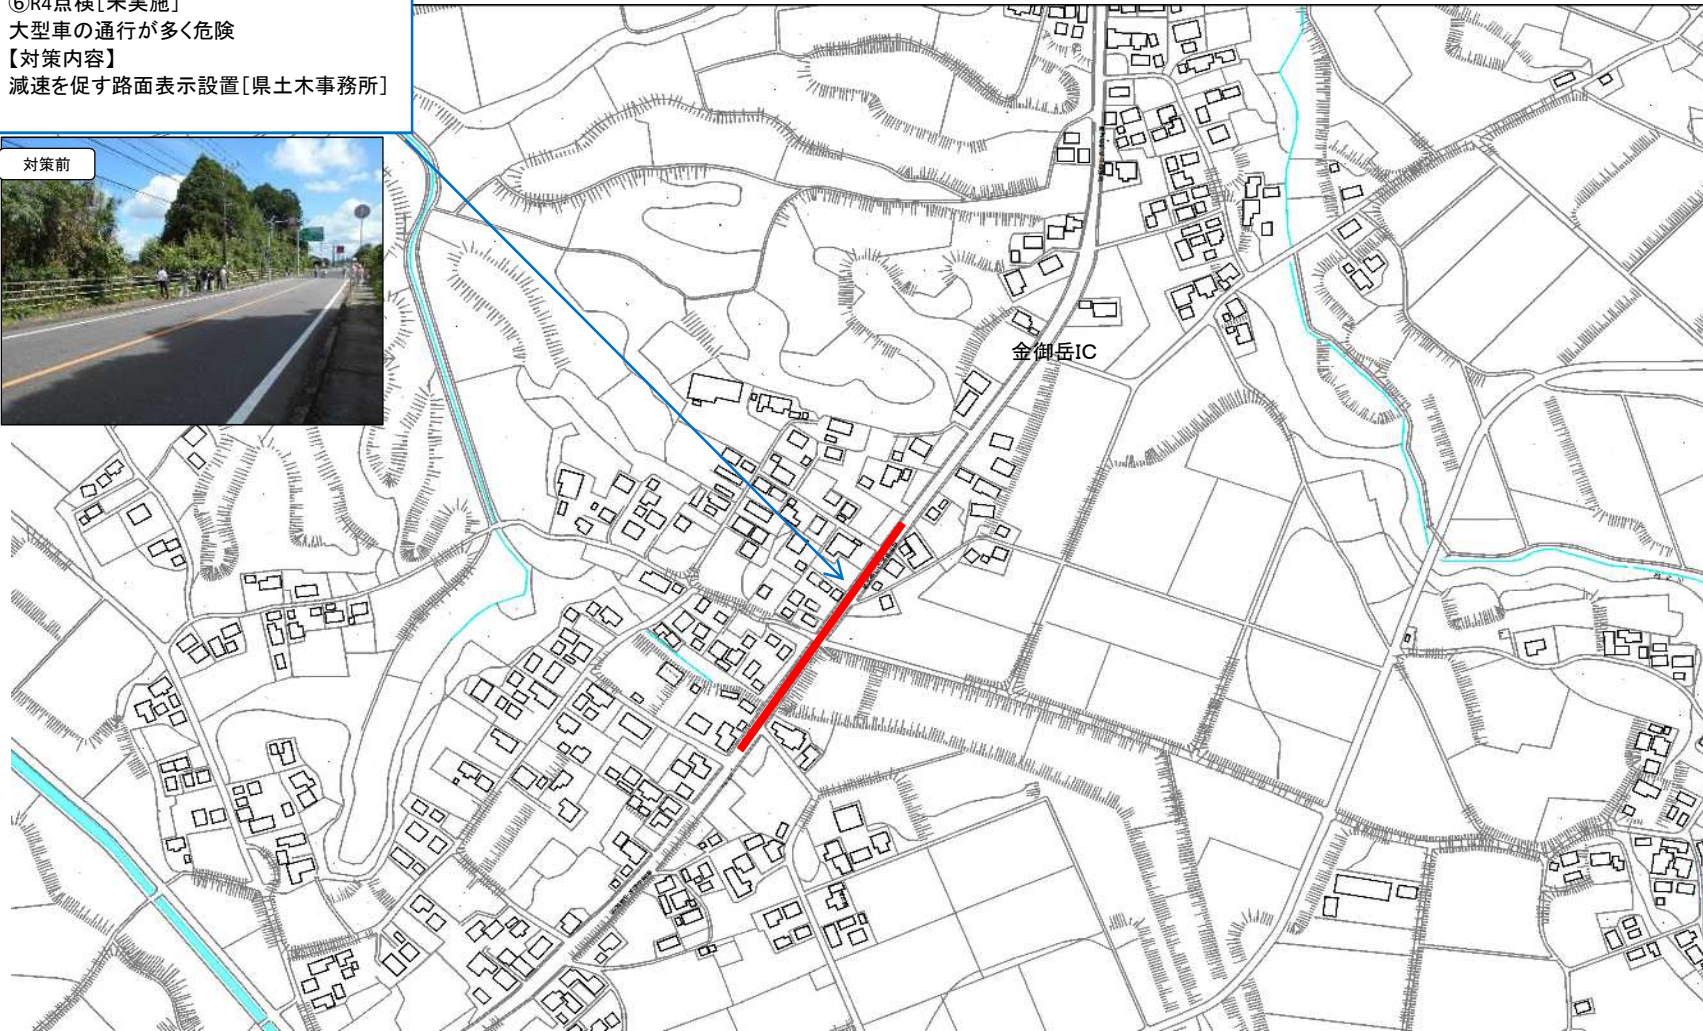 ⑥R4点検[未実施]
大型車の通行が多く危険
【対策内容】
減速を促す路面表示設置[県土木事務所]
対策前
金御岳IC